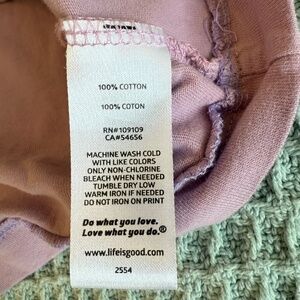 100% COTTON
100% COTON
RN#109109
CA#54656
MACHINE WASH COLD
WITH LIKE COLORS
ONLY NON-CHLORINE
BLEACH WHEN NEEDED
TUMBLE DRY LOW
WARM IRON IF NEEDED
DO NOT IRON ON PRINT
Do what you love.
Love what you do.®
www.lifeisgood.com
2554